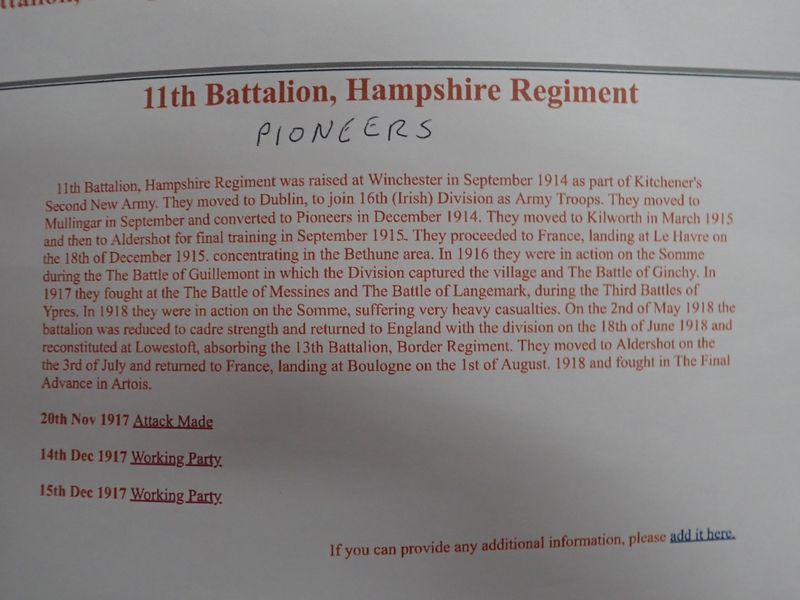 11th Battalion, Hampshire Regiment
PIONEERS
11th Battalion, Hampshire Regiment was raised at Winchester in September 1914 as part of Kitchener's
Second New Army. They moved to Dublin, to join 16th (Irish) Division as Army Troops. They moved to
Mullingar in September and converted to Pioneers in December 1914. They moved to Kilworth in March 1915
and then to Aldershot for final training in September 1915. They proceeded to France, landing at Le Havre on
the 18th of December 1915. concentrating in the Bethune area. In 1916 they were in action on the Somme
during the The Battle of Guillemont in which the Division captured the village and The Battle of Ginchy. In
1917 they fought at the The Battle of Messines and The Battle of Langemark, during the Third Battles of
Ypres. In 1918 they were in action on the Somme, suffering very heavy casualties. On the 2nd of May 1918 the
battalion was reduced to cadre strength and returned to England with the division on the 18th of June 1918 and
reconstituted at Lowestoft, absorbing the 13th Battalion, Border Regiment. They moved to Aldershot on the
the 3rd of July and returned to France, landing at Boulogne on the 1st of August. 1918 and fought in The Final
Advance in Artois.
20th Nov 1917 Attack Made
14th Dec 1917 Working Party
15th Dec 1917 Working Party
If you can provide any additional information, please add it here.